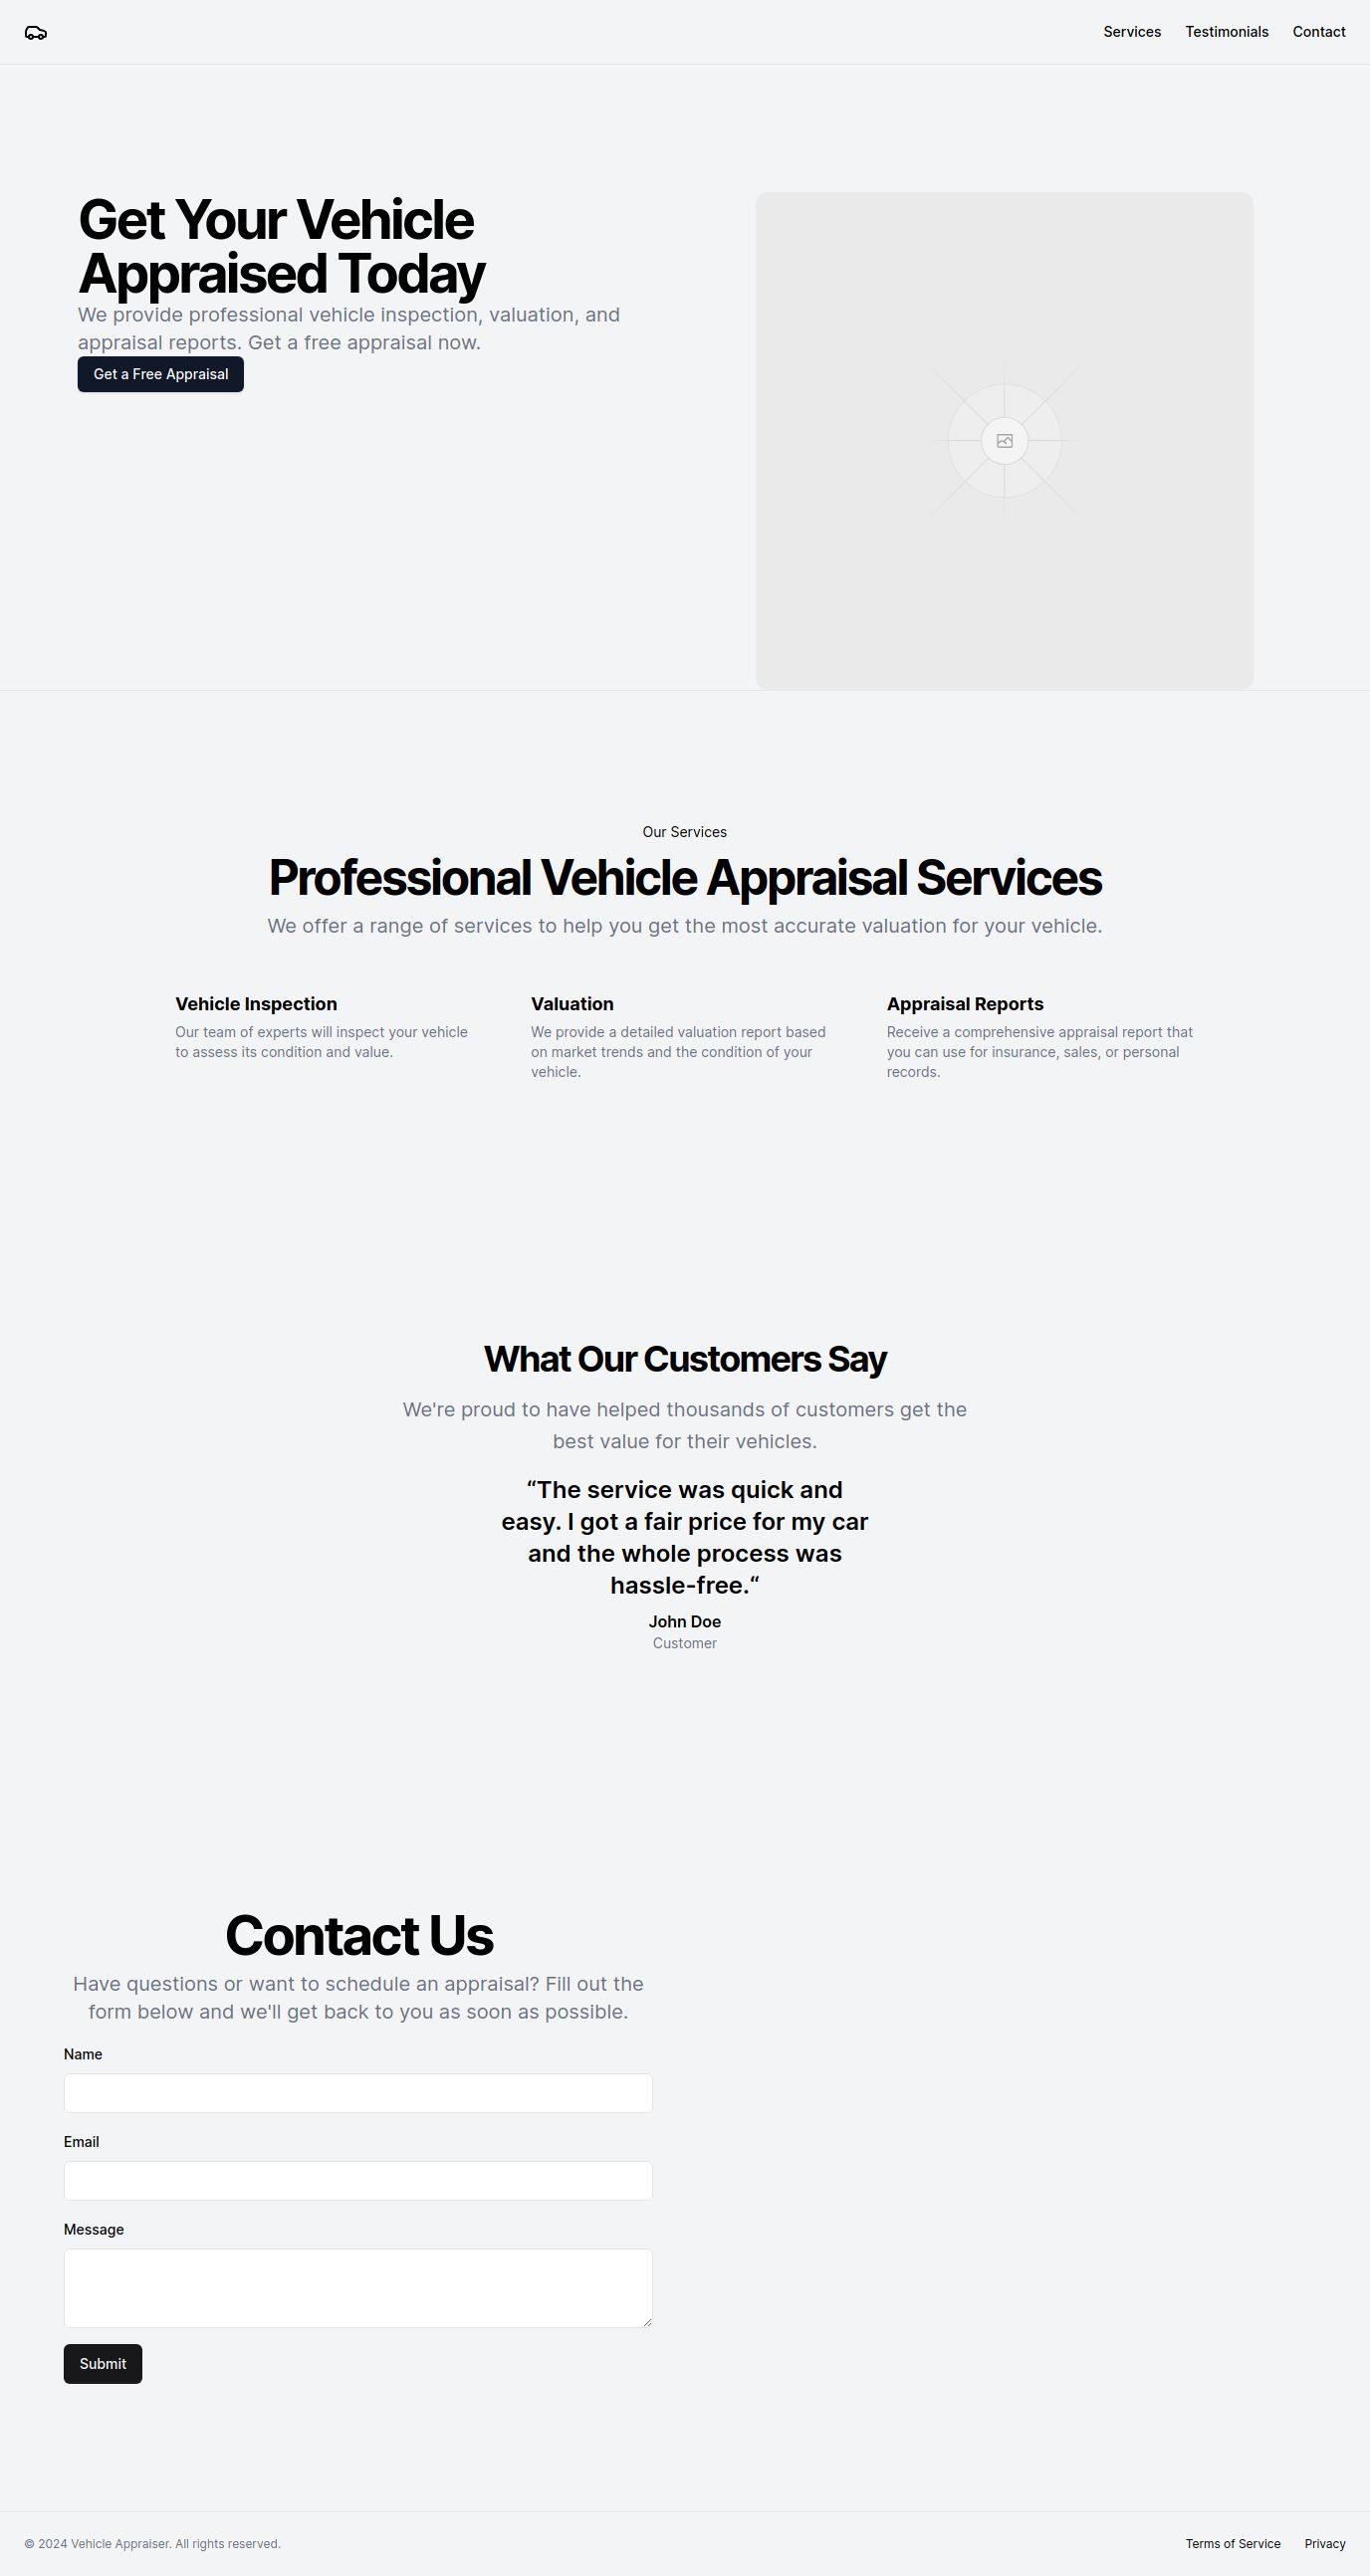 Services
Testimonials
Contact
Get Your Vehicle
Appraised Today
We provide professional vehicle inspection, valuation, and
appraisal reports. Get a free appraisal now.
Get a Free Appraisal
Our Services
Professional Vehicle Appraisal Services
We offer a range of services to help you get the most accurate valuation for your vehicle.
Vehicle Inspection
Our team of experts will inspect your vehicle
to assess its condition and value.
Valuation
We provide a detailed valuation report based
on market trends and the condition of your
vehicle.
Appraisal Reports
Receive a comprehensive appraisal report that
you can use for insurance, sales, or personal
records.
What Our Customers Say
We're proud to have helped thousands of customers get the
best value for their vehicles.
“The service was quick and
easy. I got a fair price for my car
and the whole process was
hassle-free.“
John Doe
Customer
Contact Us
Have questions or want to schedule an appraisal? Fill out the
form below and we'll get back to you as soon as possible.
Name
Email
Message
Submit
© 2024 Vehicle Appraiser. All rights reserved.
Terms of Service
Privacy